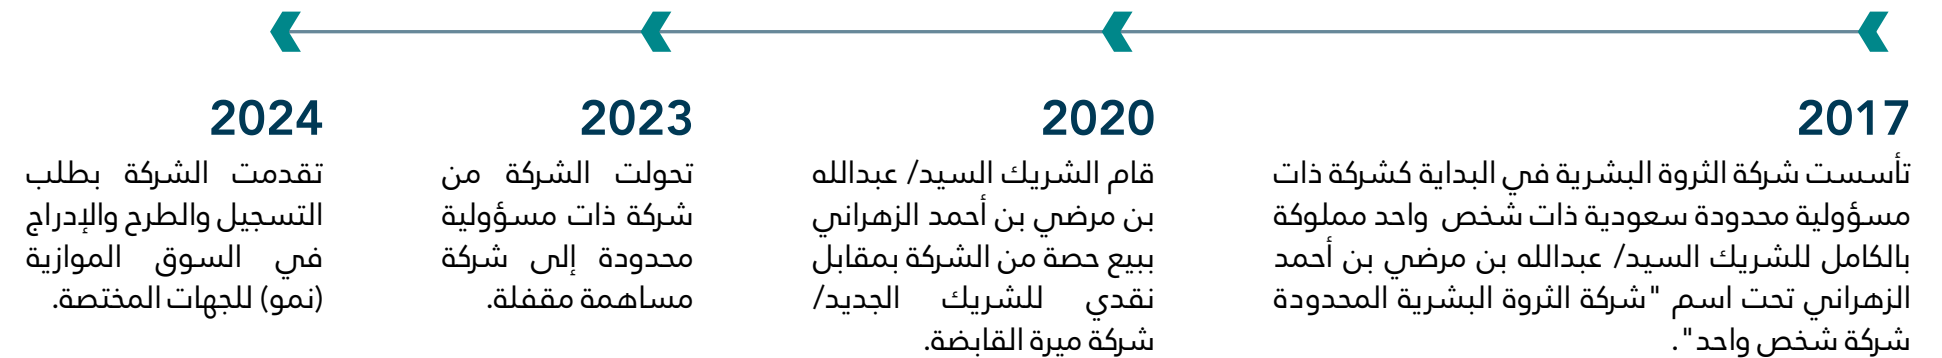 2017
تأسست شركة الثروة البشرية في البداية كشركة ذات
مسؤولية محدودة سعودية ذات شخص واحد مملوكة
بالكامل للشريك السيد/ عبدالله بن مرضي بن أحمد
الزهراني تحت اسم "شركة الثروة البشرية المحدودة
شركة شخص واحد".
2020
قام الشريك السيد/ عبدالله
بن مرضي بن أحمد الزهراني
ببيع حصة من الشركة بمقابل
نقدي للشريك الجديد/
شركة ميرة القابضة.
2023
تحولت الشركة من
شركة ذات مسؤولية
محدودة إلى شركة
مساهمة مقفلة.
2024
تقدمت الشركة بطلب
التسجيل والطرح والإدراج
في السوق الموازية
(نمو) للجهات المختصة.